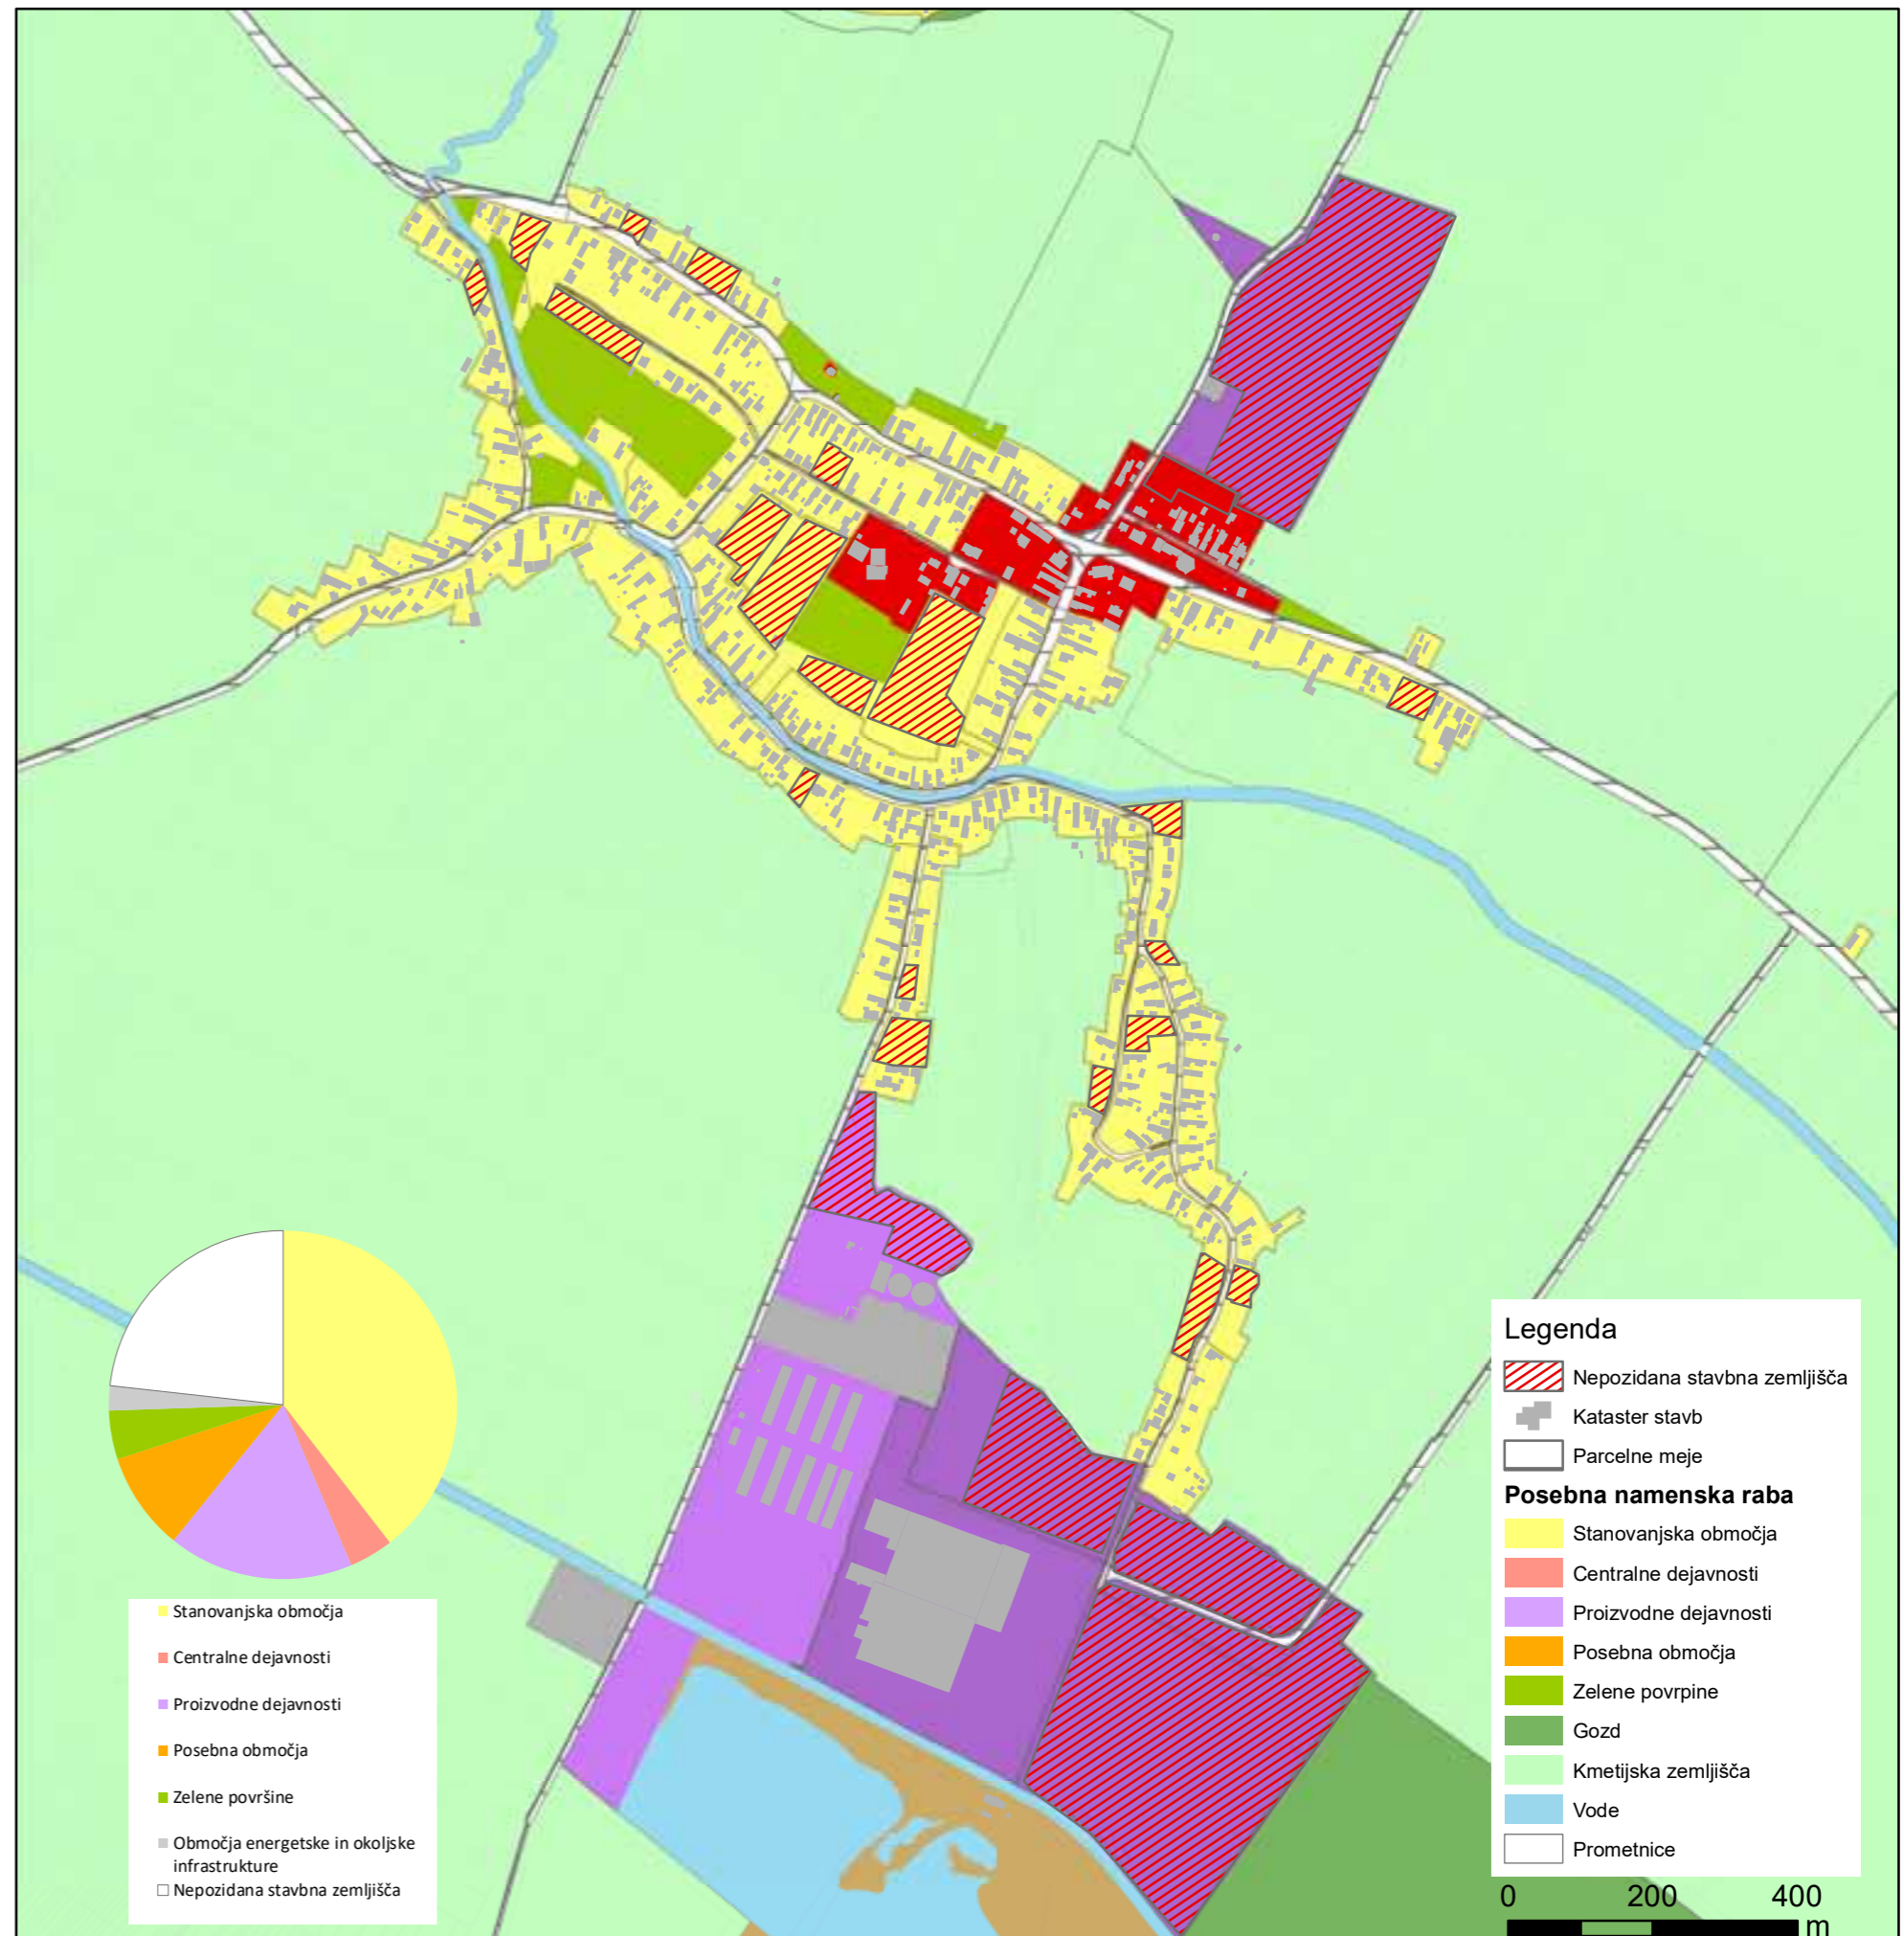 Stanovanjska območja
Centralne dejavnosti
Proizvodne dejavnosti
Posebna območja
Zelene površine
Območja energetske in okoljske
infrastrukture
Nepozidana stavbna zemljišča
Legenda
Nepozidana stavbna zemljišča
Kataster stavb
Parcelne meje
Posebna namenska raba
Stanovanjska območja
Centralne dejavnosti
Proizvodne dejavnosti
Posebna območja
Zelene povrpine
Gozd
Kmetijska zemljišča
Vode
Prometnice
0 200 400
m